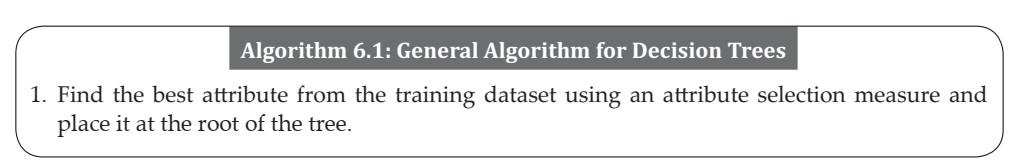 Algorithm 6.1: General Algorithm for Decision Trees
1. Find the best attribute from the training dataset using an attribute selection measure and
place it at the root of the tree.